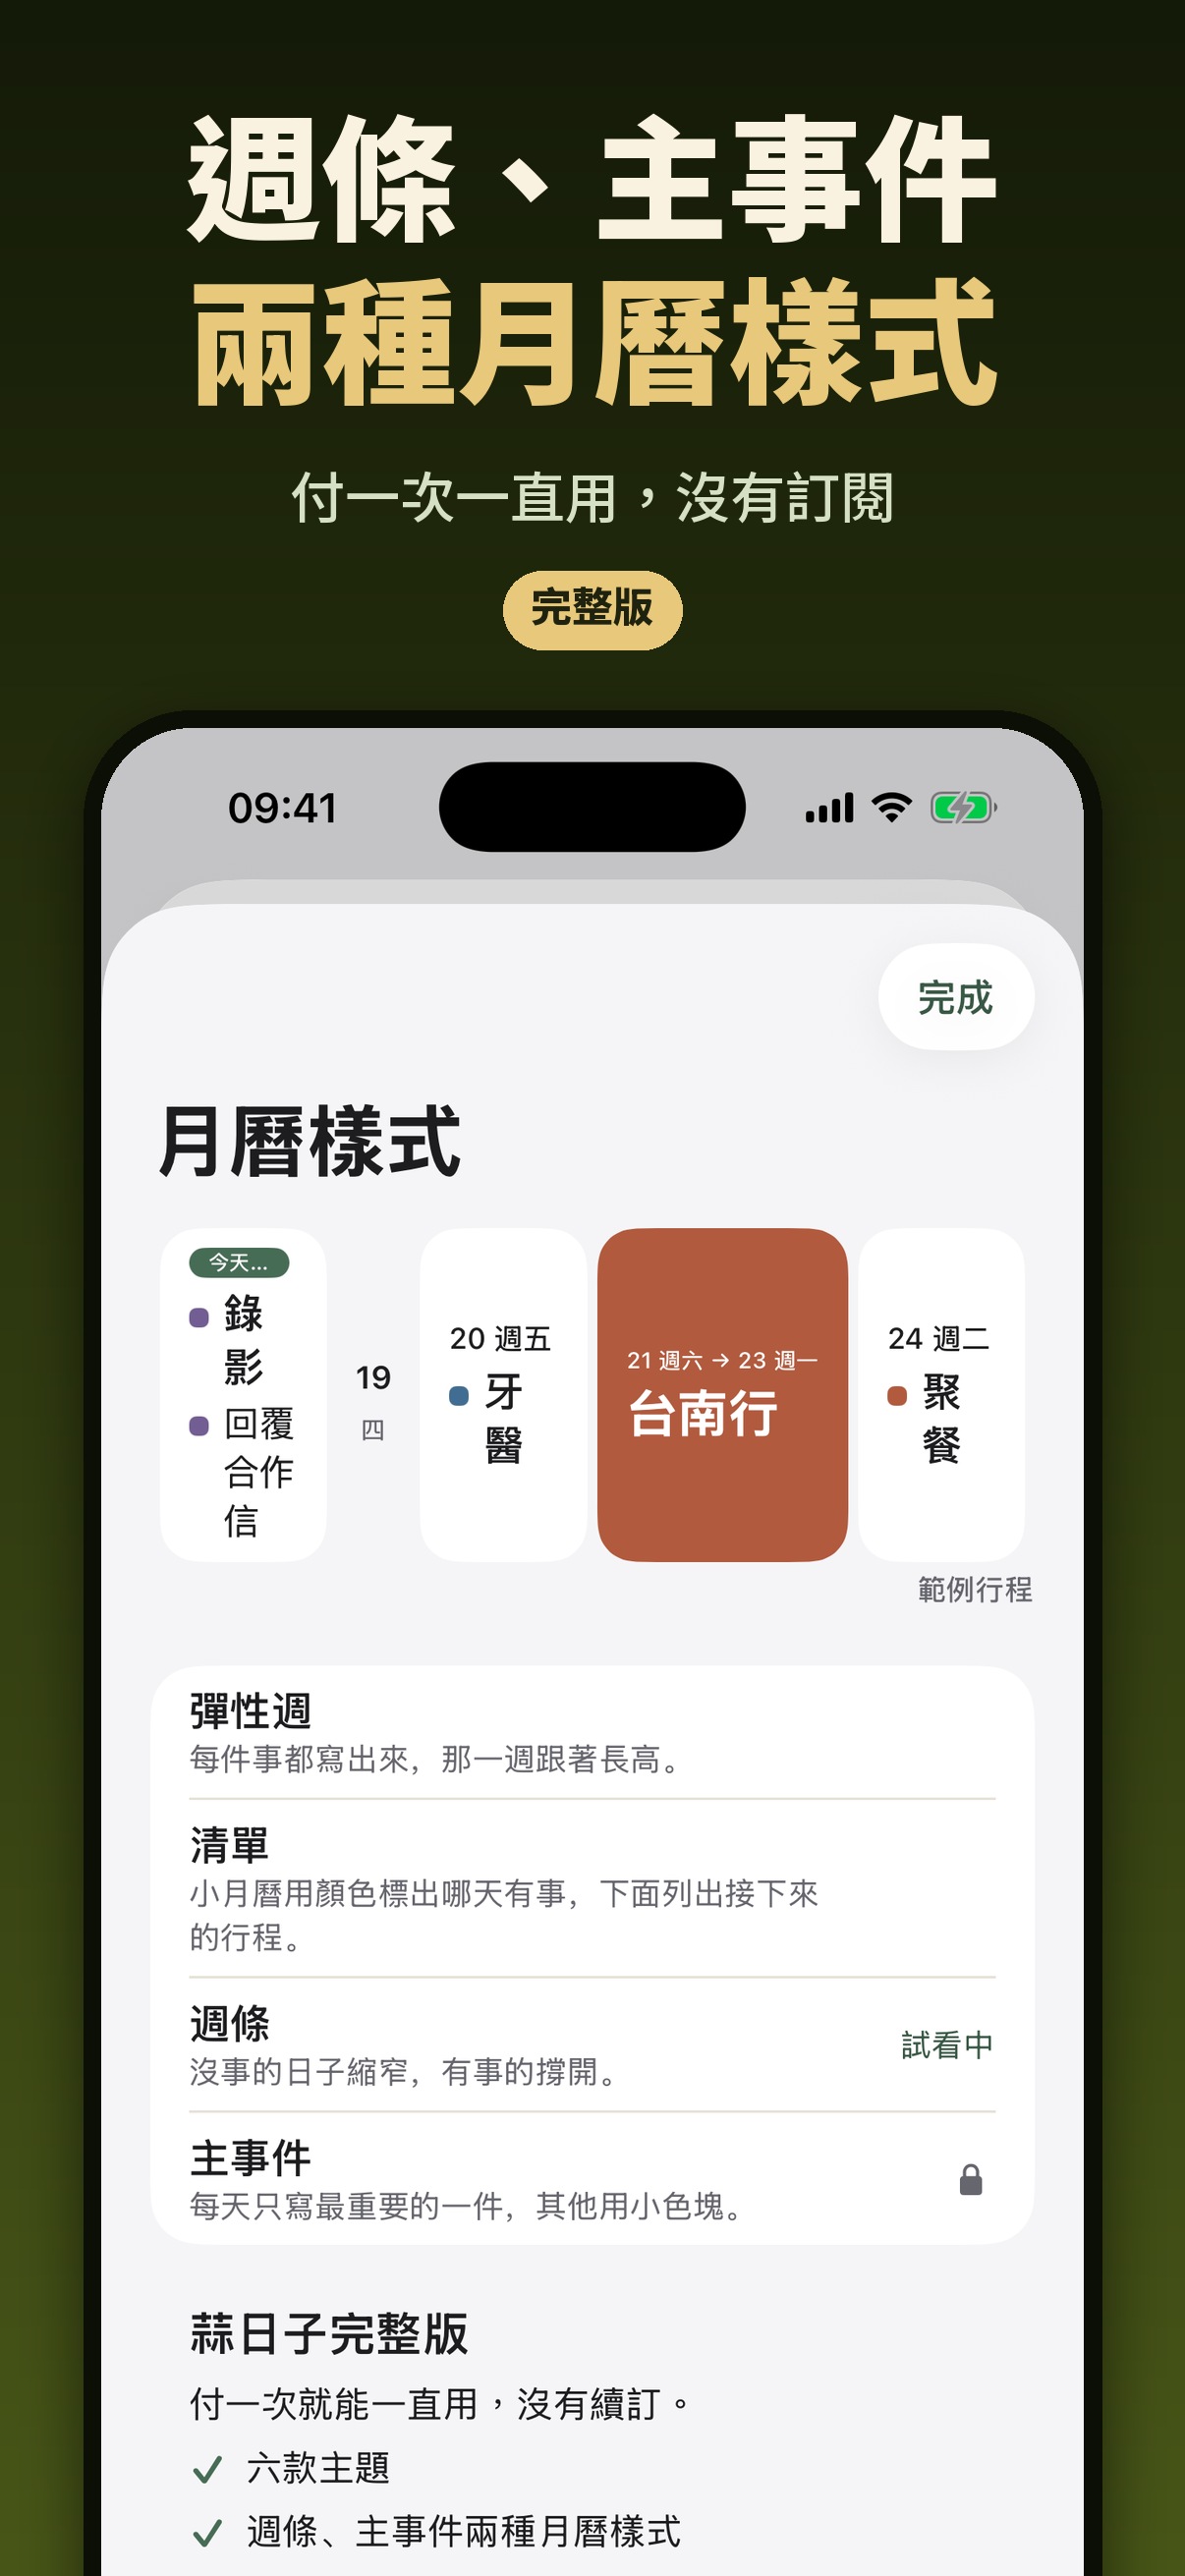 週條、主事件
兩種月曆樣式
付一次一直用，沒有訂閱
完整版
09:41
完成
月曆樣式
今天...
錄
影
回覆
合作
信
19
四
20 週五
牙
醫
21 週六 → 23 週一
台南行
24 週二
聚
餐
範例行程
彈性週
每件事都寫出來，那一週跟著長高。
清單
小月曆用顏色標出哪天有事，下面列出接下來
的行程。
週條
沒事的日子縮窄，有事的撐開。
試看中
主事件
每天只寫最重要的一件，其他用小色塊。
蒜日子完整版
付一次就能一直用，沒有續訂。
六款主題
週條、主事件兩種月曆樣式